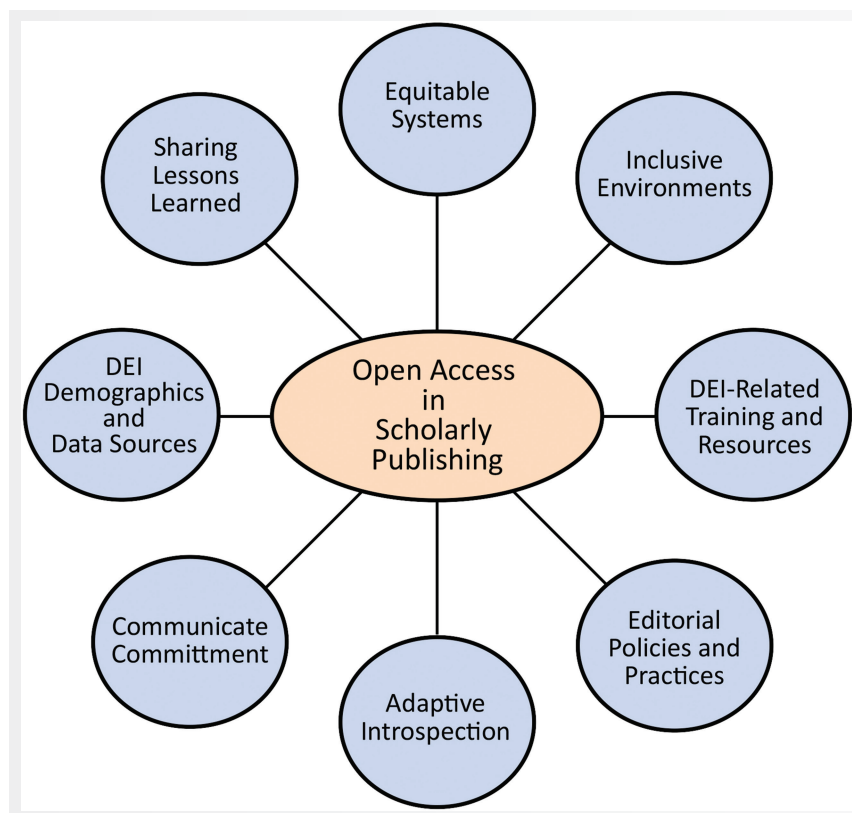 Equitable
Systems
Inclusive
Environments
DEI-Related
Training and
Resources
Editorial
Policies and
Practices
Adaptive
Introspection
Communicate
Committment
DEI
Demographics
and
Data Sources
Sharing
Lessons
Learned
Open Access
in
Scholarly
Publishing